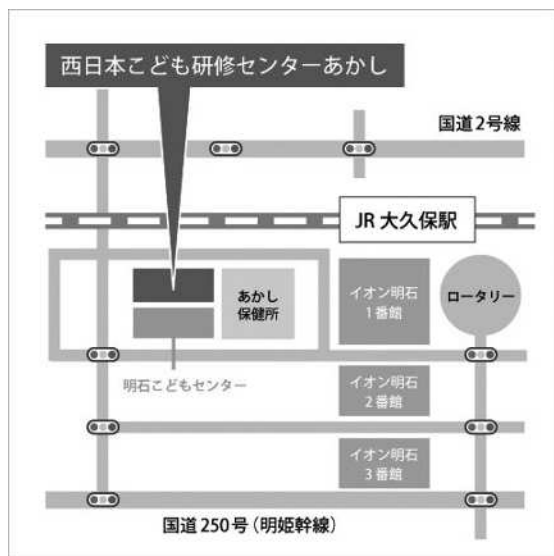 西日本こども研修センターあかし
国道2号線
JR 大久保駅
あかし
保健所
イオン明石
1番館
ロータリー
明石こどもセンター
イオン明石
2番館
イオン明石
3番館
国道250号(明姫幹線)